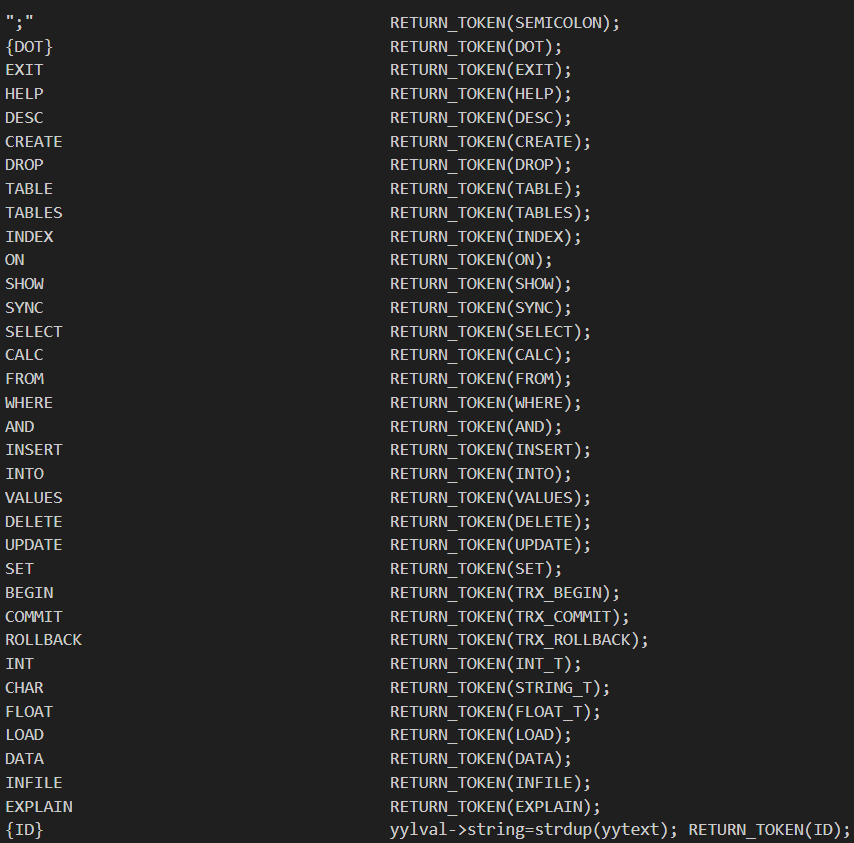 ";" RETURN_TOKEN(SEMICOLON);
{DOT} RETURN_TOKEN(DOT);
EXIT RETURN_TOKEN(EXIT);
HELP RETURN_TOKEN(HELP);
DESC RETURN_TOKEN(DESC);
CREATE RETURN_TOKEN(CREATE);
DROP RETURN_TOKEN(DROP);
TABLE RETURN_TOKEN(TABLE);
TABLES RETURN_TOKEN(TABLES);
INDEX RETURN_TOKEN(INDEX);
ON RETURN_TOKEN(ON);
SHOW RETURN_TOKEN(SHOW);
SYNC RETURN_TOKEN(SYNC);
SELECT RETURN_TOKEN(SELECT);
CALC RETURN_TOKEN(CALC);
FROM RETURN_TOKEN(FROM);
WHERE RETURN_TOKEN(WHERE);
AND RETURN_TOKEN(AND);
INSERT RETURN_TOKEN(INSERT);
INTO RETURN_TOKEN(INTO);
VALUES RETURN_TOKEN(VALUES);
DELETE RETURN_TOKEN(DELETE);
UPDATE RETURN_TOKEN(UPDATE);
SET RETURN_TOKEN(SET);
BEGIN RETURN_TOKEN(TRX_BEGIN);
COMMIT RETURN_TOKEN(TRX_COMMIT);
ROLLBACK RETURN_TOKEN(TRX_ROLLBACK);
INT RETURN_TOKEN(INT_T);
CHAR RETURN_TOKEN(STRING_T);
FLOAT RETURN_TOKEN(FLOAT_T);
LOAD RETURN_TOKEN(LOAD);
DATA RETURN_TOKEN(DATA);
INFILE RETURN_TOKEN(INFILE);
EXPLAIN RETURN_TOKEN(EXPLAIN);
{ID} yylval->string=strdup(yytext); RETURN_TOKEN(ID);